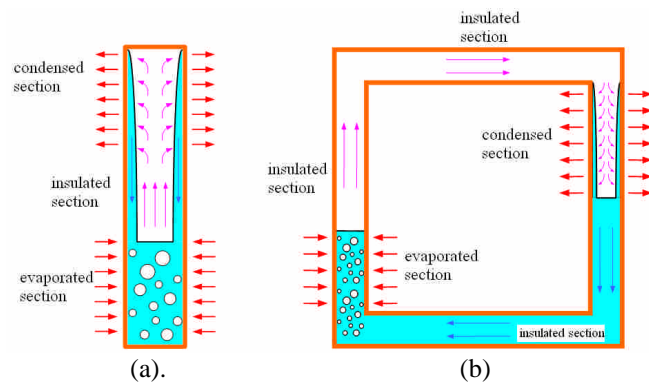 condensed
section
insulated
section
evaporated
section
(a).
insulated
section
insulated
section
condensed
section
evaporated
section
insulated section
(b)